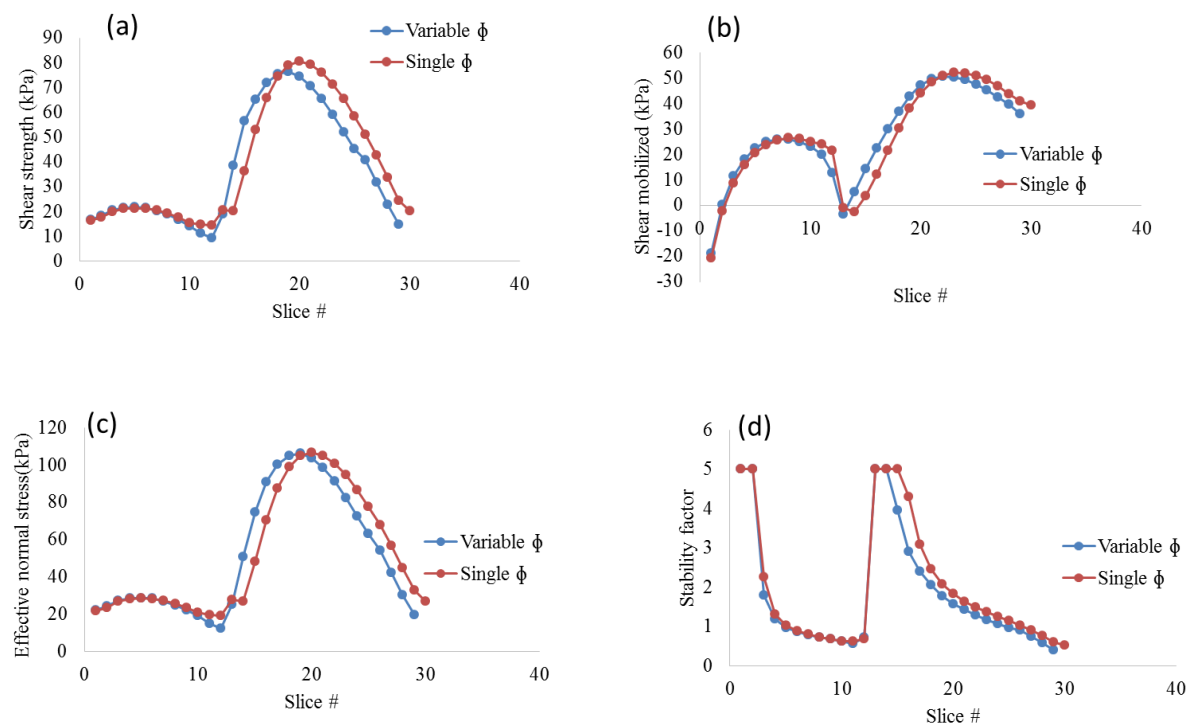 (a)
Variable ϕ
Single ϕ
Shear strength (kPa)
90
80
70
60
50
40
30
20
10
0
0 10 20 30 40
Slice #
(b)
Shear mobilized (kPa)
60
50
40
30
20
10
0
-10
-20
-30
0 10 20 30 40
Variable ϕ
Single ϕ
Slice #
(c)
Effective normal stress(kPa)
120
100
80
60
40
20
0
0 10 20 30 40
Variable ϕ
Single ϕ
Slice #
(d)
Stability factor
6
5
4
3
2
1
0
0 10 20 30 40
Variable ϕ
Single ϕ
Slice #